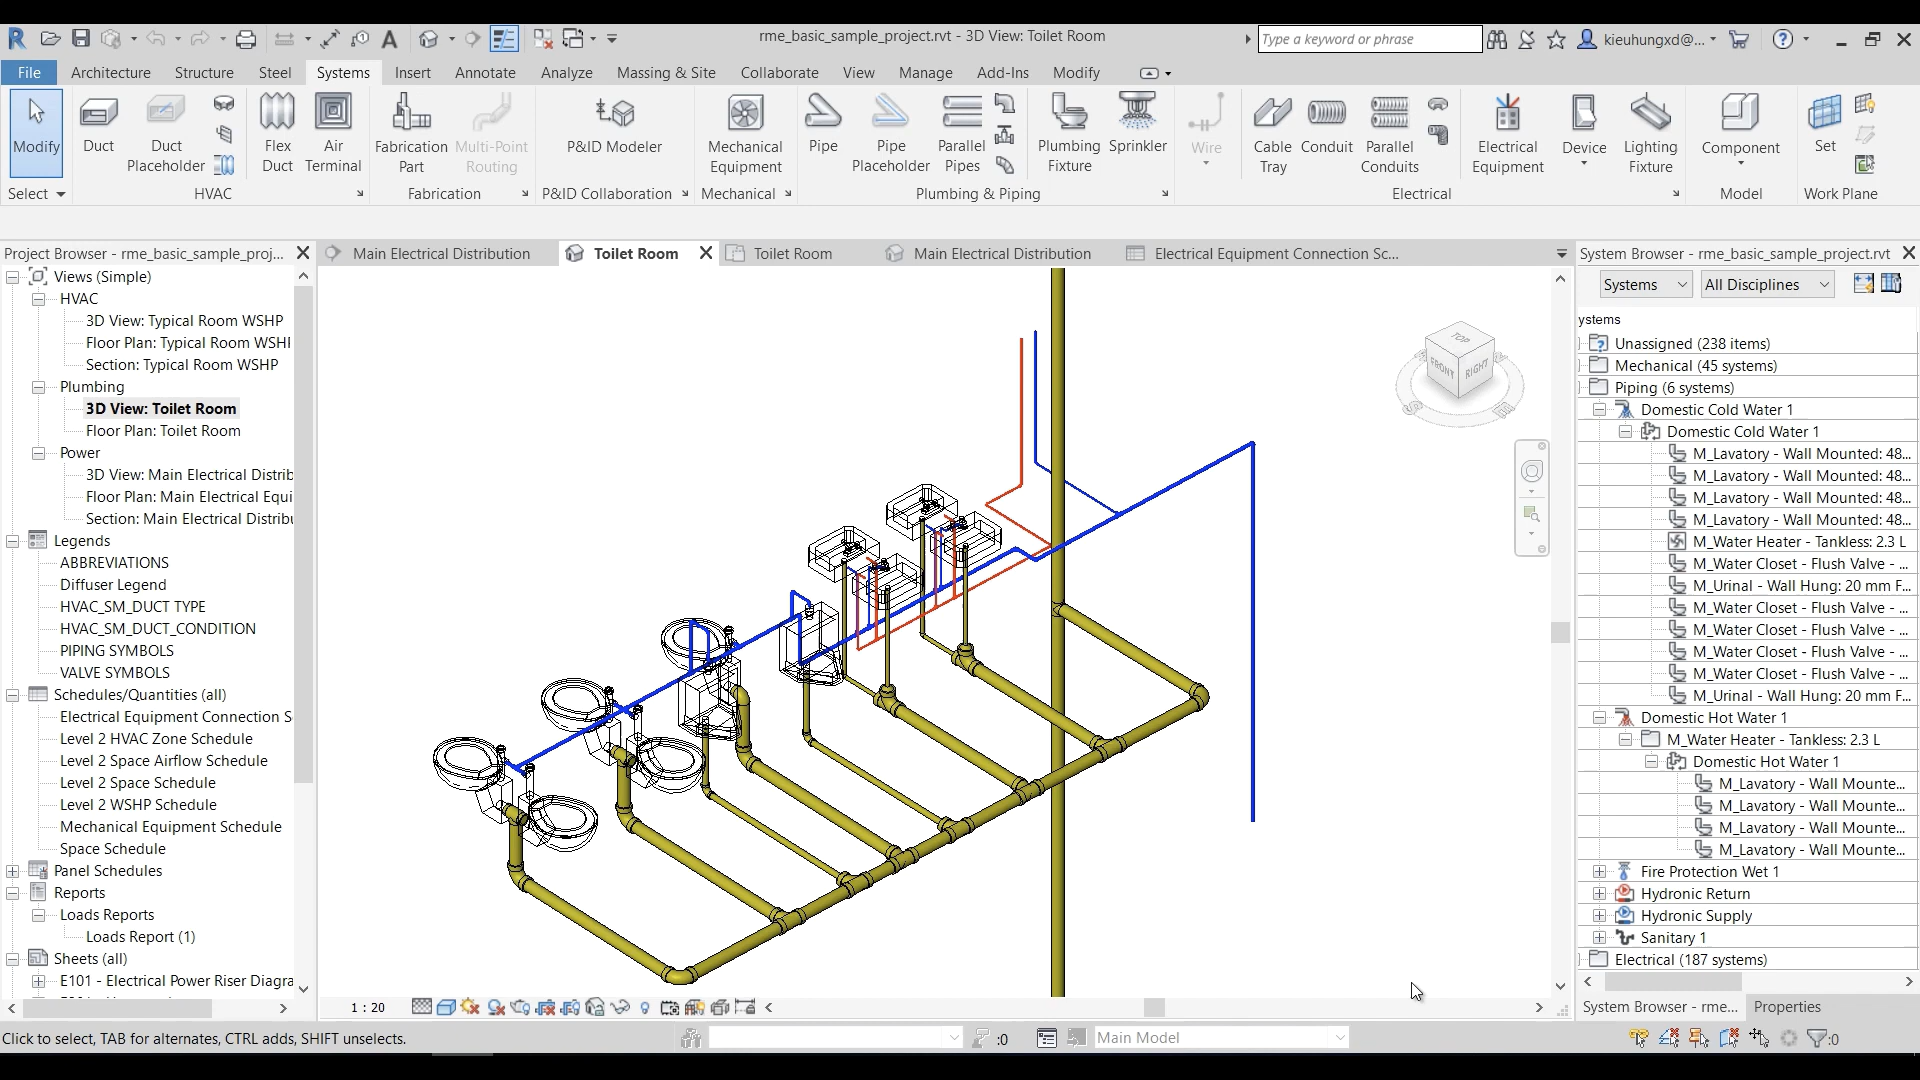 rme_basic_sample_project.rvt - 3D View: Toilet Room
Type a keyword or phrase
kieuhungxd@...
File
Architecture
Structure
Steel
Systems
Insert
Annotate
Analyze
Massing & Site
Collaborate
View
Manage
Add-Ins
Modify
Modify
Duct
Duct Placeholder
Flex Duct
Air Terminal
Fabrication Part
Multi-Point Routing
P&ID Modeler
Mechanical Equipment
Pipe
Pipe Placeholder
Parallel Pipes
Plumbing Fixture
Sprinkler
Wire
Cable Tray
Conduit
Parallel Conduits
Electrical Equipment
Device
Lighting Fixture
Component
Set
Select
HVAC
Fabrication
P&ID Collaboration
Mechanical
Plumbing & Piping
Electrical
Model
Work Plane
Project Browser - rme_basic_sample_proj...
Views (Simple)
HVAC
3D View: Typical Room WSHP
Floor Plan: Typical Room WSHI
Section: Typical Room WSHP
Plumbing
3D View: Toilet Room
Floor Plan: Toilet Room
Power
3D View: Main Electrical Distrib
Floor Plan: Main Electrical Equi
Section: Main Electrical Distribu
Legends
ABBREVIATIONS
Diffuser Legend
HVAC_SM_DUCT TYPE
HVAC_SM_DUCT_CONDITION
PIPING SYMBOLS
VALVE SYMBOLS
Schedules/Quantities (all)
Electrical Equipment Connection S
Level 2 HVAC Zone Schedule
Level 2 Space Airflow Schedule
Level 2 Space Schedule
Level 2 WSHP Schedule
Mechanical Equipment Schedule
Space Schedule
Panel Schedules
Reports
Loads Reports
Loads Report (1)
Sheets (all)
E101 - Electrical Power Riser Diagra
Main Electrical Distribution
Toilet Room
Toilet Room
Main Electrical Distribution
Electrical Equipment Connection Sc...
TOP
FRONT
RIGHT
1 : 20
System Browser - rme_basic_sample_project.rvt
Systems
All Disciplines
ystems
Unassigned (238 items)
Mechanical (45 systems)
Piping (6 systems)
Domestic Cold Water 1
Domestic Cold Water 1
M_Lavatory - Wall Mounted: 48...
M_Lavatory - Wall Mounted: 48...
M_Lavatory - Wall Mounted: 48...
M_Lavatory - Wall Mounted: 48...
M_Water Heater - Tankless: 2.3 L
M_Water Closet - Flush Valve - ...
M_Urinal - Wall Hung: 20 mm F...
M_Water Closet - Flush Valve - ...
M_Water Closet - Flush Valve - ...
M_Water Closet - Flush Valve - ...
M_Water Closet - Flush Valve - ...
M_Urinal - Wall Hung: 20 mm F...
Domestic Hot Water 1
M_Water Heater - Tankless: 2.3 L
Domestic Hot Water 1
M_Lavatory - Wall Mounte...
M_Lavatory - Wall Mounte...
M_Lavatory - Wall Mounte...
M_Lavatory - Wall Mounte...
Fire Protection Wet 1
Hydronic Return
Hydronic Supply
Sanitary 1
Electrical (187 systems)
System Browser - rme...
Properties
Click to select, TAB for alternates, CTRL adds, SHIFT unselects.
:0
Main Model
:0